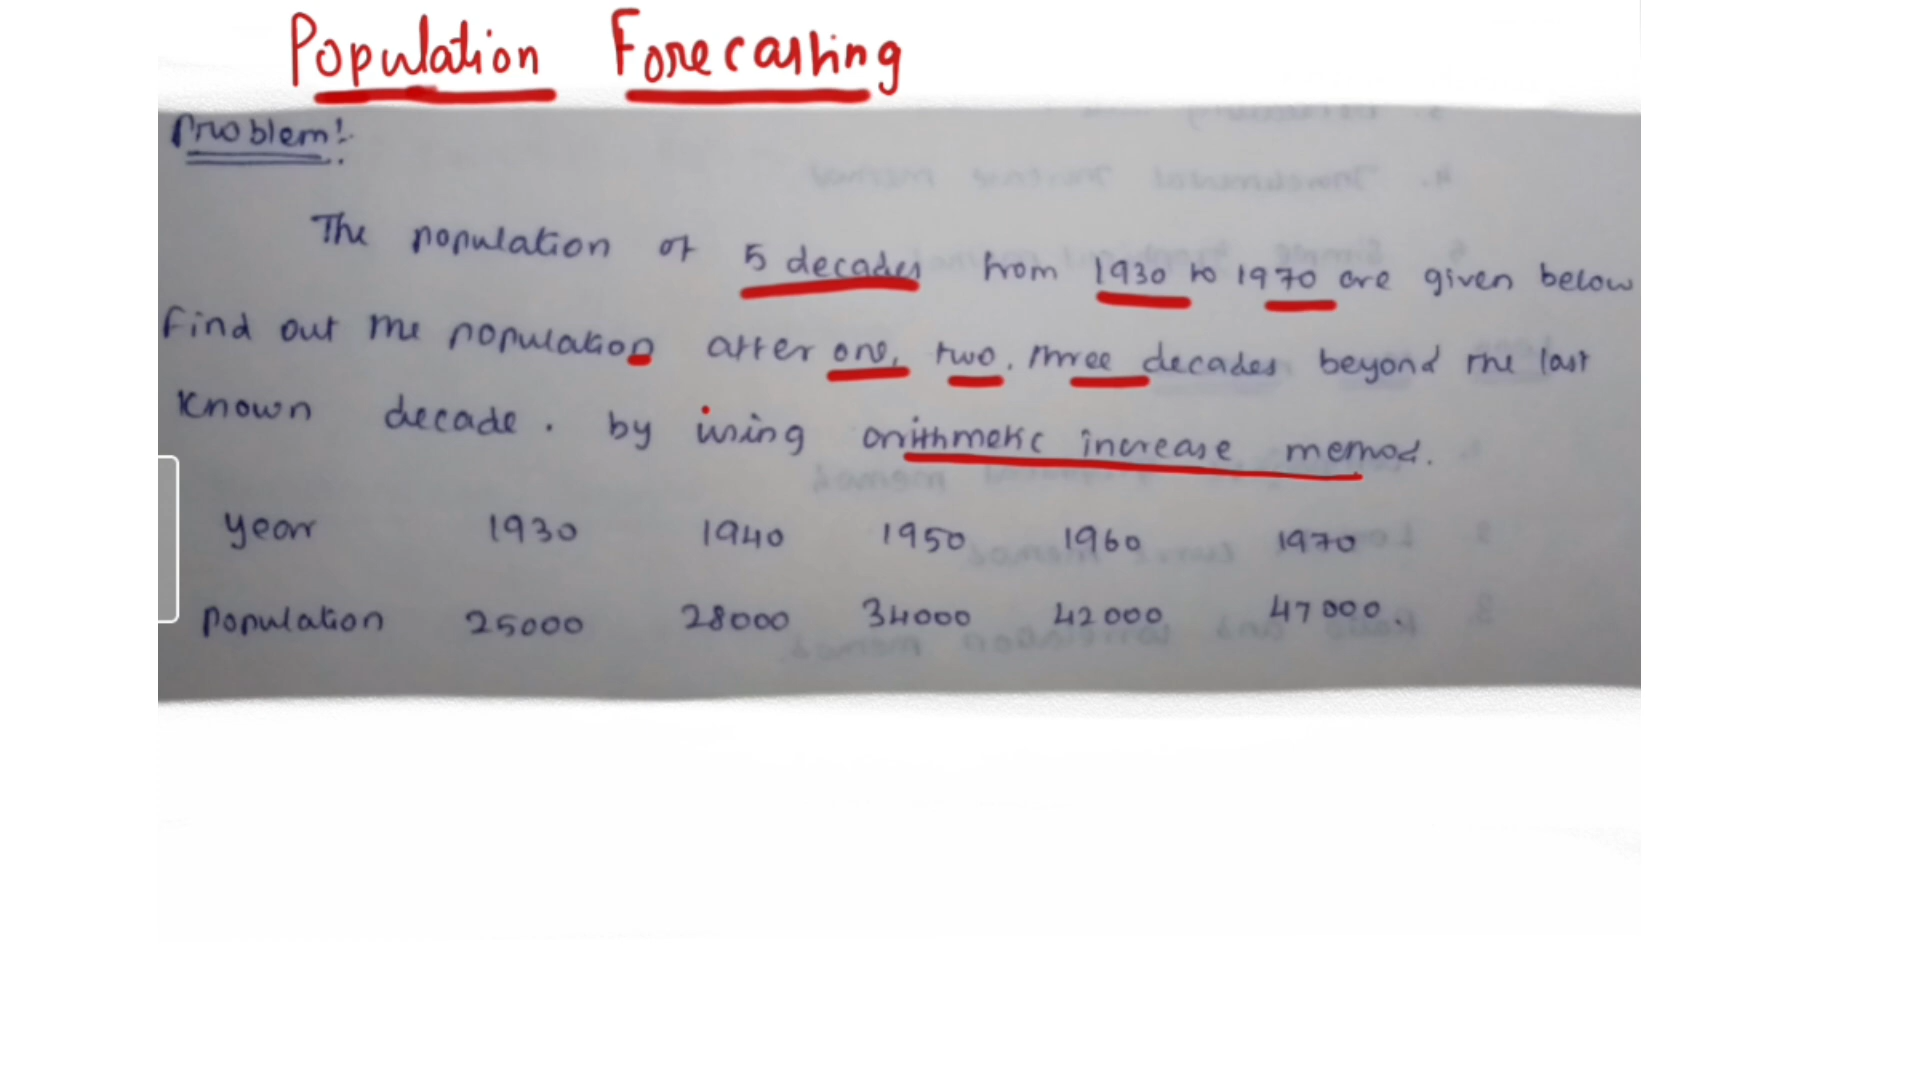 Population Forecasting
Problem:
The population of 5 decades from 1930 to 1970 are given below
Find out the population after one, two, three decades beyond the last
known decade. by using arithmetic increase method.
year 1930 1940 1950 1960 1970
Population 25000 28000 34000 42000 47000.